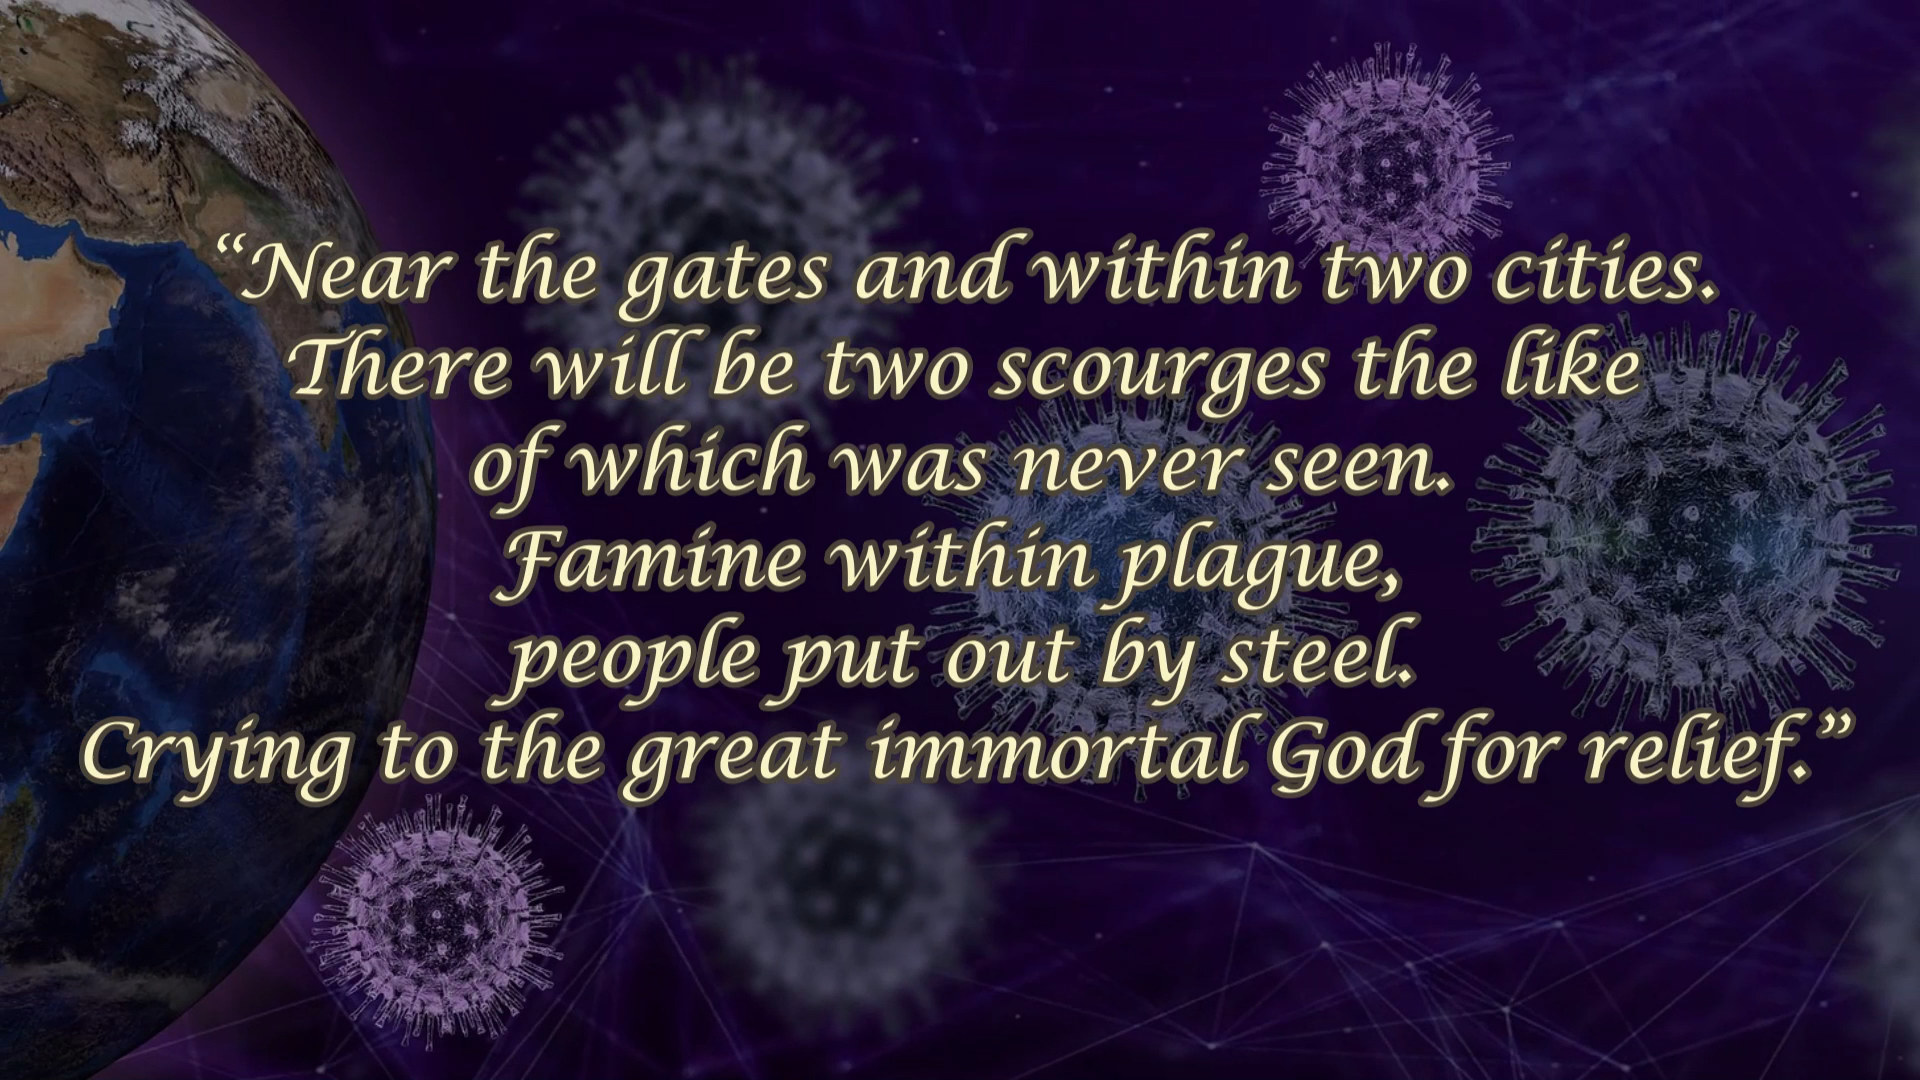 “Near the gates and within two cities.
There will be two scourges the like
of which was never seen.
Famine within plague,
people put out by steel.
Crying to the great immortal God for relief.”